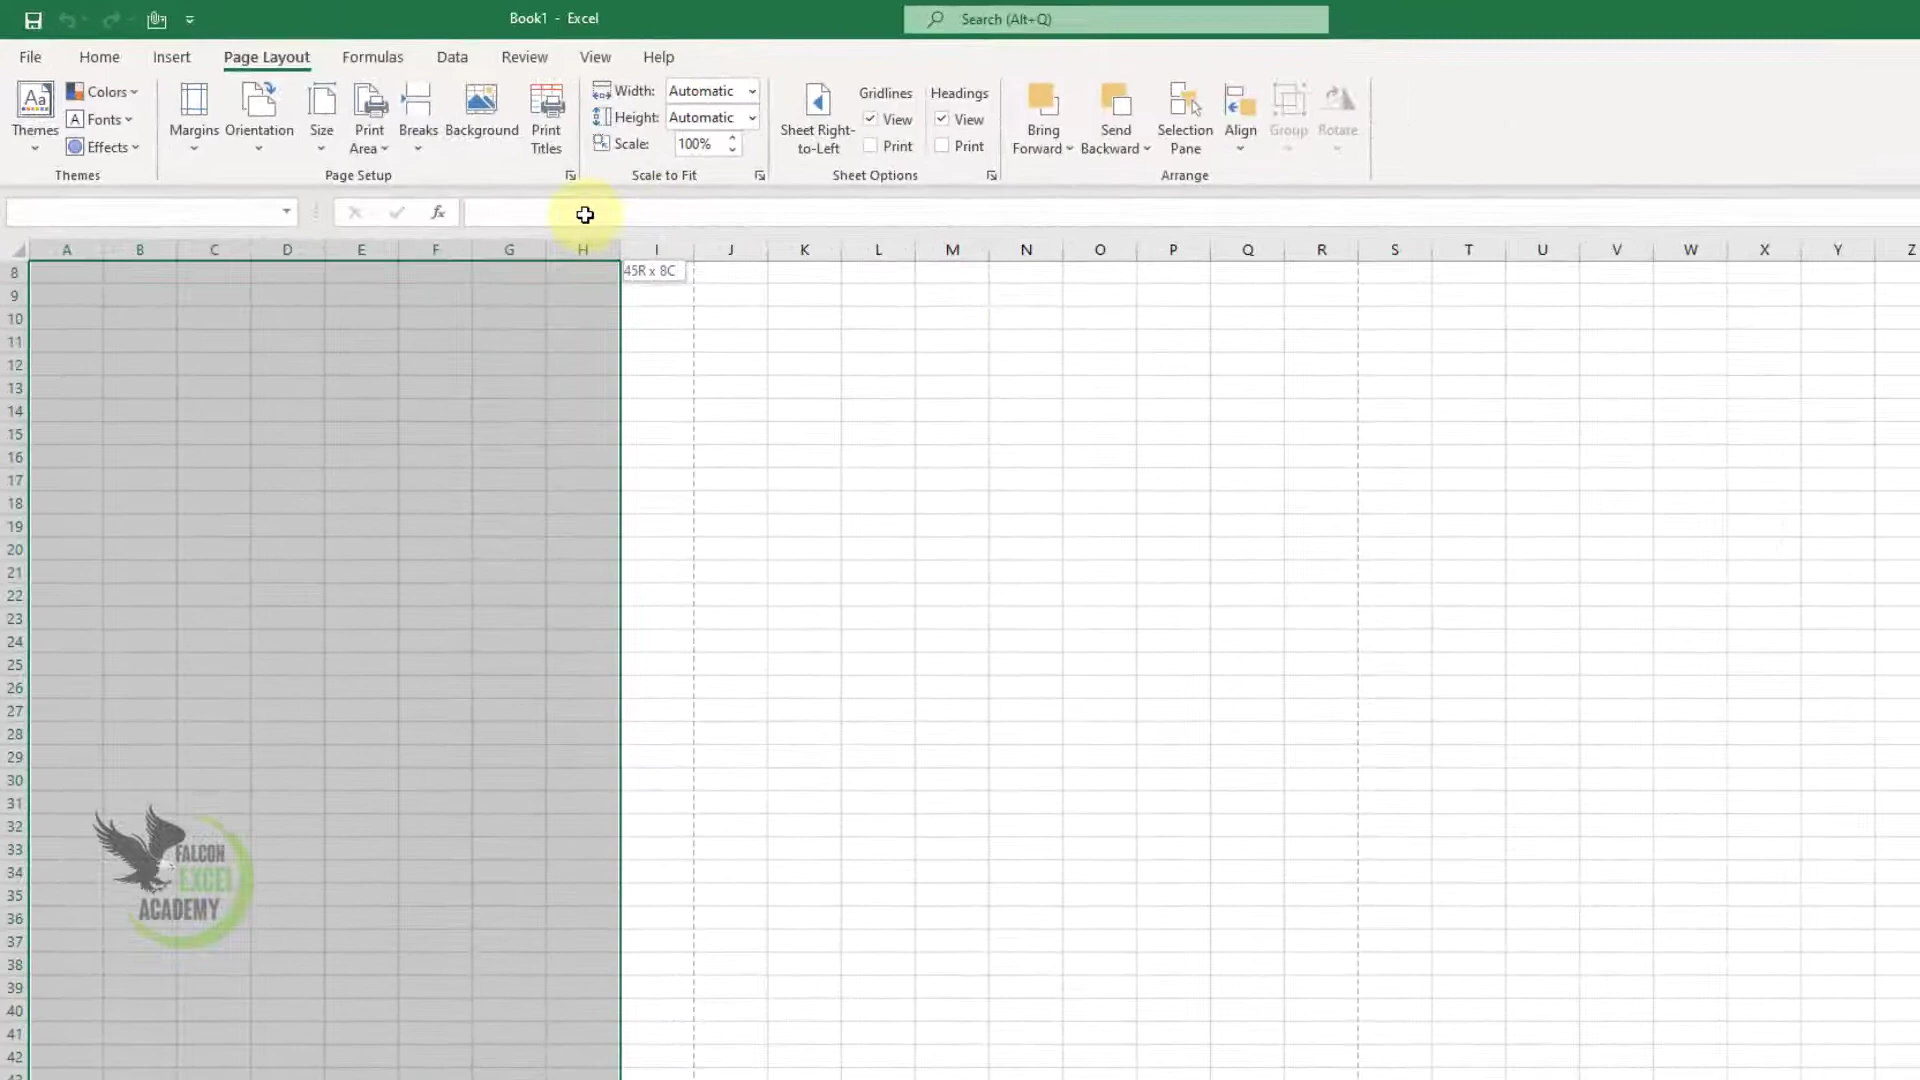 Book1 - Excel
Search (Alt+Q)
File Home Insert Page Layout Formulas Data Review View Help
Themes
Colors
Fonts
Effects
Themes
Margins
Orientation
Size
Print Area
Breaks
Background
Print Titles
Page Setup
Width: Automatic
Height: Automatic
Scale: 100%
Scale to Fit
Sheet Right-to-Left
Gridlines
View
Print
Headings
View
Print
Sheet Options
Bring Forward
Send Backward
Selection Pane
Align
Group
Rotate
Arrange
fx
A B C D E F G H I J K L M N O P Q R S T U V W X Y Z
45R x 8C
8
9
10
11
12
13
14
15
16
17
18
19
20
21
22
23
24
25
26
27
28
29
30
31
32
33
34
35
36
37
38
39
40
41
42
FALCON
EXCEL
ACADEMY